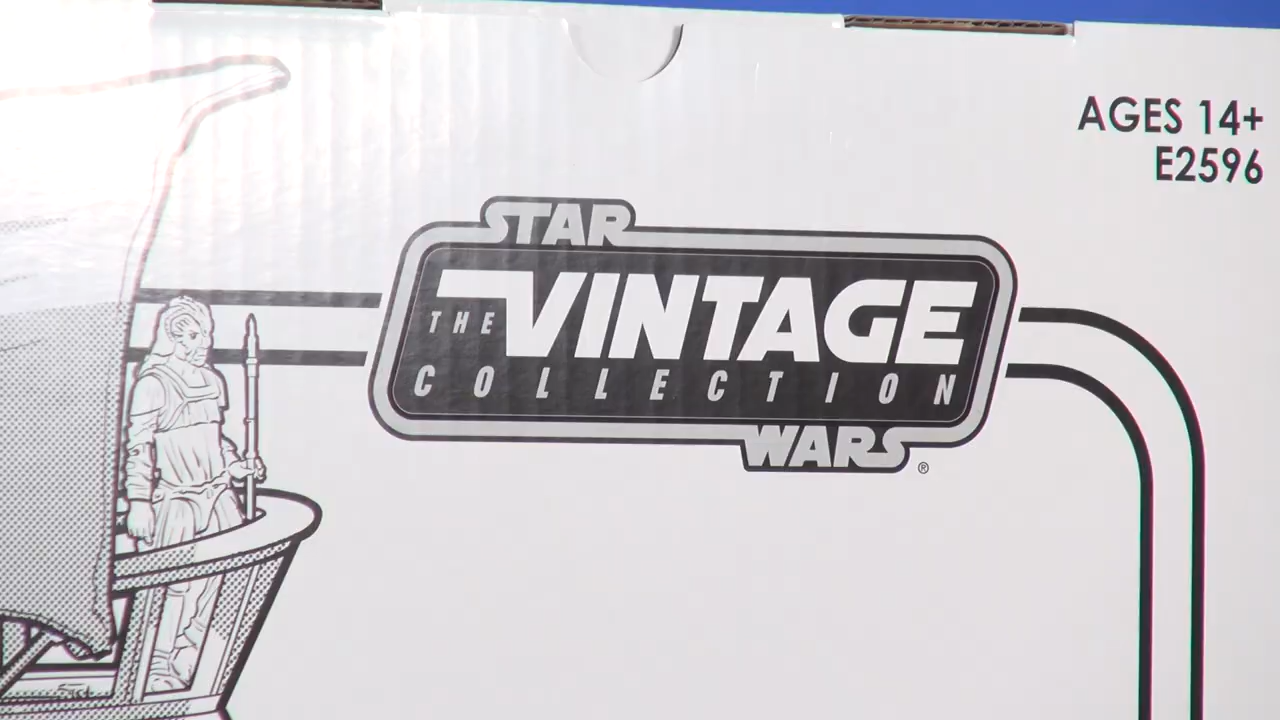 AGES 14+
E2596
STAR
THE VINTAGE
COLLECTION
WARS®